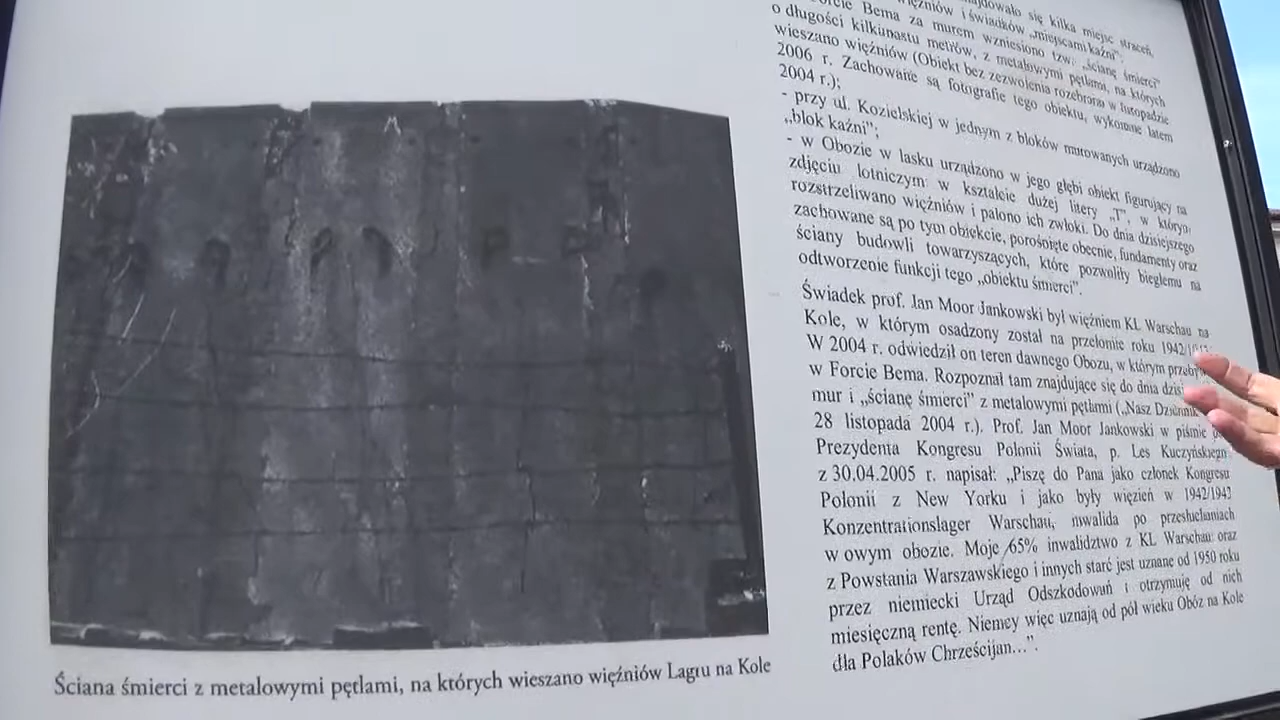 Ściana śmierci z metalowymi pętlami, na których wieszano więźniów Lagru na Kole
się kilka miejsc straceń,
więźniów i świadków „miejscami kaźni”:
Forcie Bema za murem wzniesiono tzw. „ścianę śmierci”
o długości kilkunastu metrów, z metalowymi pętlami, na których
wieszano więźniów (Obiekt bez zezwolenia rozebrano w listopadzie
2006 r. Zachowane są fotografie tego obiektu, wykonane latem
2004 r.);
- przy ul. Kozielskiej w jednym z bloków murowanych urządzono
„blok kaźni”;
- w Obozie w lasku urządzono w jego głębi obiekt figurujący na
zdjęciu lotniczym w kształcie dużej litery „T”, w którym
rozstrzeliwano więźniów i palono ich zwłoki. Do dnia dzisiejszego
zachowane są po tym obiekcie, porośnięte obecnie, fundamenty oraz
ściany budowli towarzyszących, które pozwoliły biegłemu na
odtworzenie funkcji tego „obiektu śmierci”.
Świadek prof. Jan Moor Jankowski był więźniem KL Warschau na
Kole, w którym osadzony został na przełomie roku
W 2004 r. odwiedził on teren dawnego Obozu, w którym
w Forcie Bema. Rozpoznał tam znajdujące się do dnia
mur i „ścianę śmierci” z metalowymi pętlami („Nasz Dziennik
28 listopada 2004 r.). Prof. Jan Moor Jankowski w piśmie
Prezydenta Kongresu Polonii Świata, p. Les Kuczyńskiego
z 30.04.2005 r. napisał: „Piszę do Pana jako członek Kongresu
Polonii z New Yorku i jako były więzień w 1942/1942
Konzentrationslager Warschau, inwalida po przesłuchaniach
w owym obozie. Moje 65% inwalidztwo z KL Warschau oraz
z Powstania Warszawskiego i innych starć jest uznane od 1950 roku
przez niemiecki Urząd Odszkodowań i otrzymuję od nich
miesięczną rentę. Niemcy więc uznają od pół wieku Obóz na Kole
dla Polaków Chrześcijan…”.